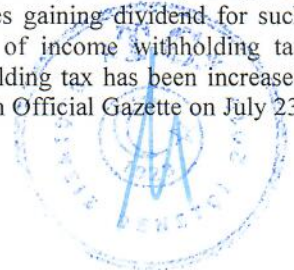 es gaining dividend for such
of income withholding ta
lding tax has been increase
n Official Gazette on July 23